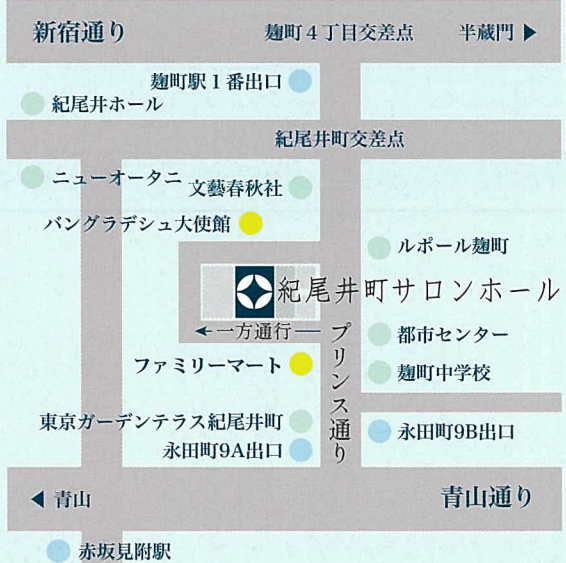 新宿通り
麹町4丁目交差点
半蔵門 ▶
麹町駅1番出口
紀尾井ホール
紀尾井町交差点
ニューオータニ
文藝春秋社
バングラデシュ大使館
ルポール麹町
紀尾井町サロンホール
←一方通行―
プリンス通り
都市センター
ファミリーマート
麹町中学校
東京ガーデンテラス紀尾井町
永田町9A出口
永田町9B出口
◀ 青山
青山通り
赤坂見附駅